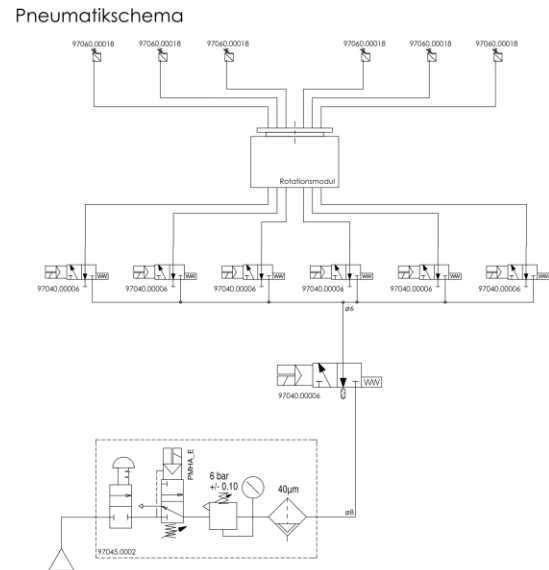 Pneumatikschema
97060.00018 97060.00018 97060.00018 97060.00018 97060.00018 97060.00018
Rotationsmodul
97040.00006 97040.00006 97040.00006 97040.00006 97040.00006 97040.00006
ø6
97040.00006
PMHA_E
6 bar
+/- 0.10
40µm
ø8
97045.0002